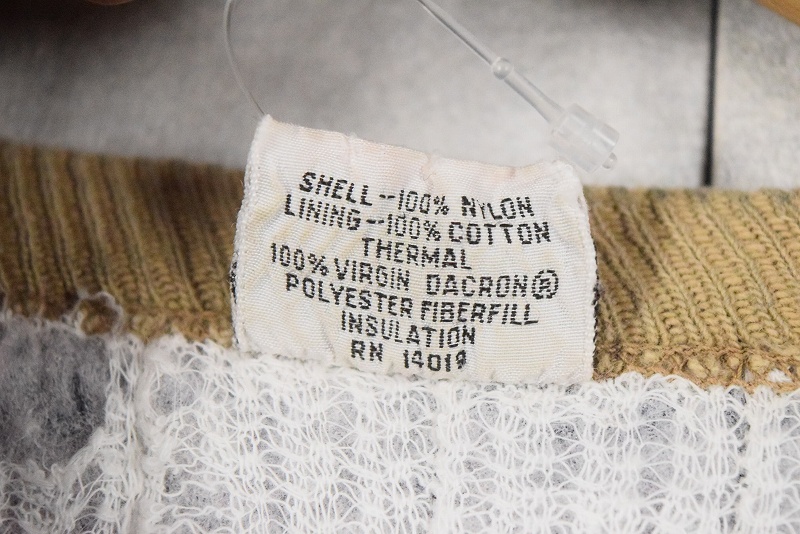 SHELL--100% NYLON
LINING--100% COTTON
THERMAL
100% VIRGIN DACRON®
POLYESTER FIBERFILL
INSULATION
RN 14019